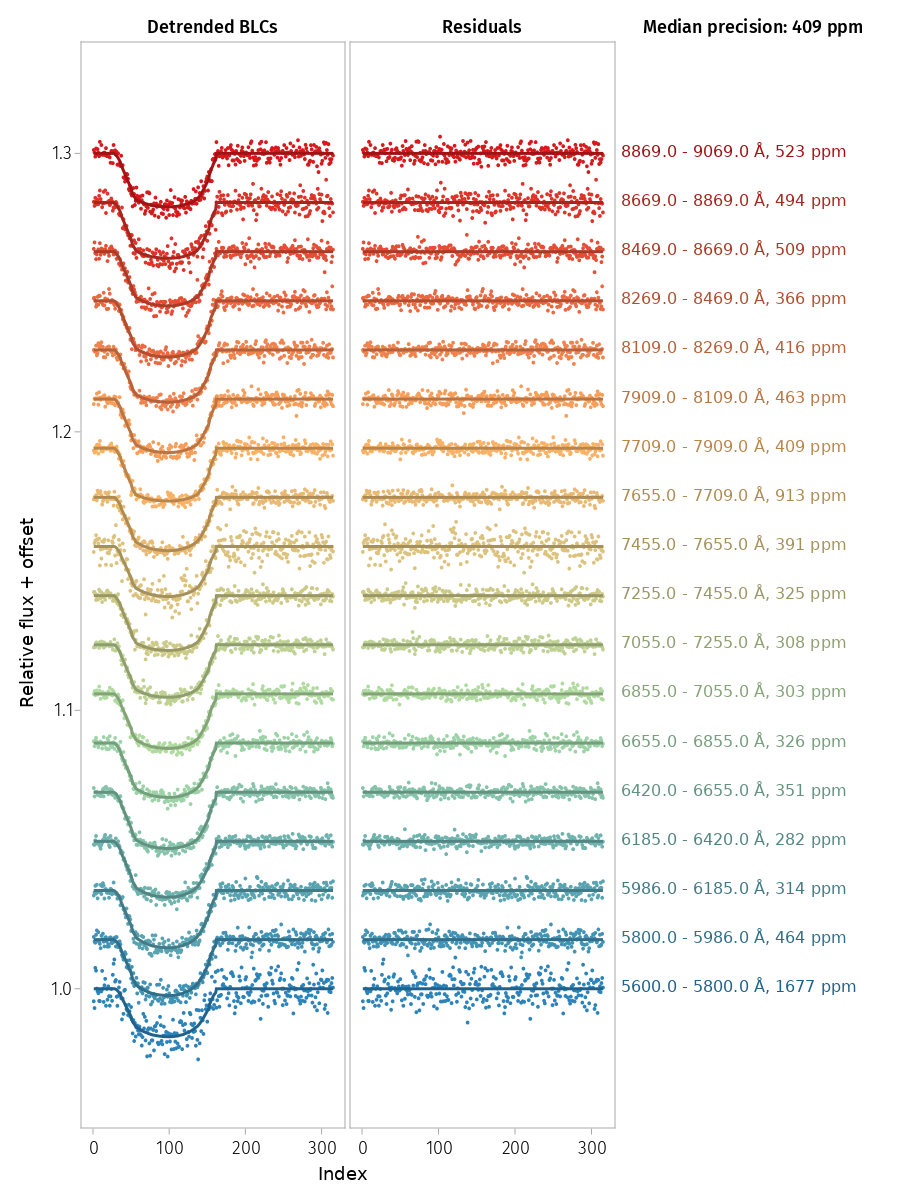 Detrended BLCs
Residuals
Median precision: 409 ppm
1.3
1.2
1.1
1.0
Relative flux + offset
8869.0 - 9069.0 Å, 523 ppm
8669.0 - 8869.0 Å, 494 ppm
8469.0 - 8669.0 Å, 509 ppm
8269.0 - 8469.0 Å, 366 ppm
8109.0 - 8269.0 Å, 416 ppm
7909.0 - 8109.0 Å, 463 ppm
7709.0 - 7909.0 Å, 409 ppm
7655.0 - 7709.0 Å, 913 ppm
7455.0 - 7655.0 Å, 391 ppm
7255.0 - 7455.0 Å, 325 ppm
7055.0 - 7255.0 Å, 308 ppm
6855.0 - 7055.0 Å, 303 ppm
6655.0 - 6855.0 Å, 326 ppm
6420.0 - 6655.0 Å, 351 ppm
6185.0 - 6420.0 Å, 282 ppm
5986.0 - 6185.0 Å, 314 ppm
5800.0 - 5986.0 Å, 464 ppm
5600.0 - 5800.0 Å, 1677 ppm
0 100 200 300
0 100 200 300
Index